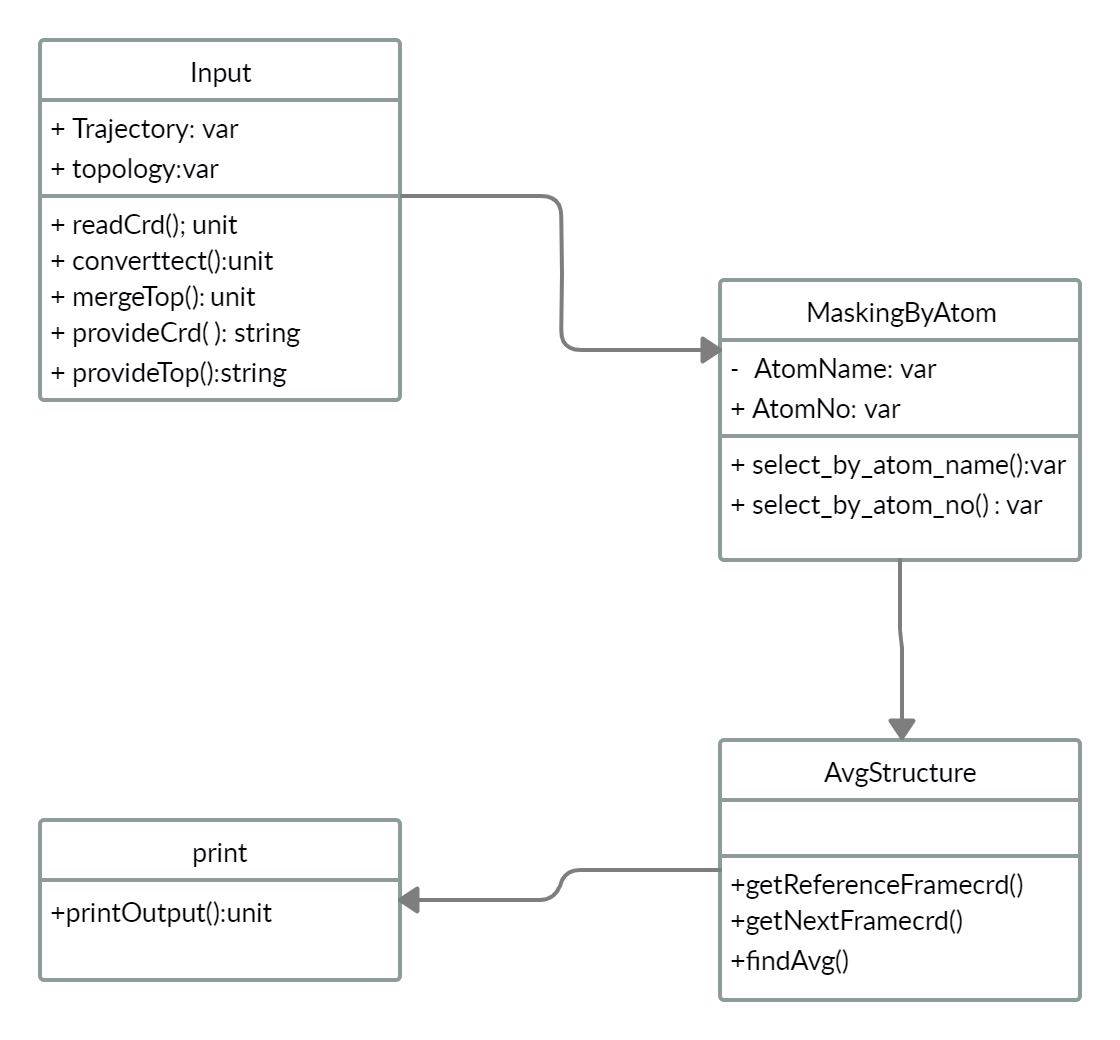 Input
+ Trajectory: var
+ topology:var
+ readCrd(); unit
+ converttect():unit
+ mergeTop(): unit
+ provideCrd( ): string
+ provideTop():string
MaskingByAtom
- AtomName: var
+ AtomNo: var
+ select_by_atom_name():var
+ select_by_atom_no() : var
AvgStructure
+getReferenceFramecrd()
+getNextFramecrd()
+findAvg()
print
+printOutput():unit